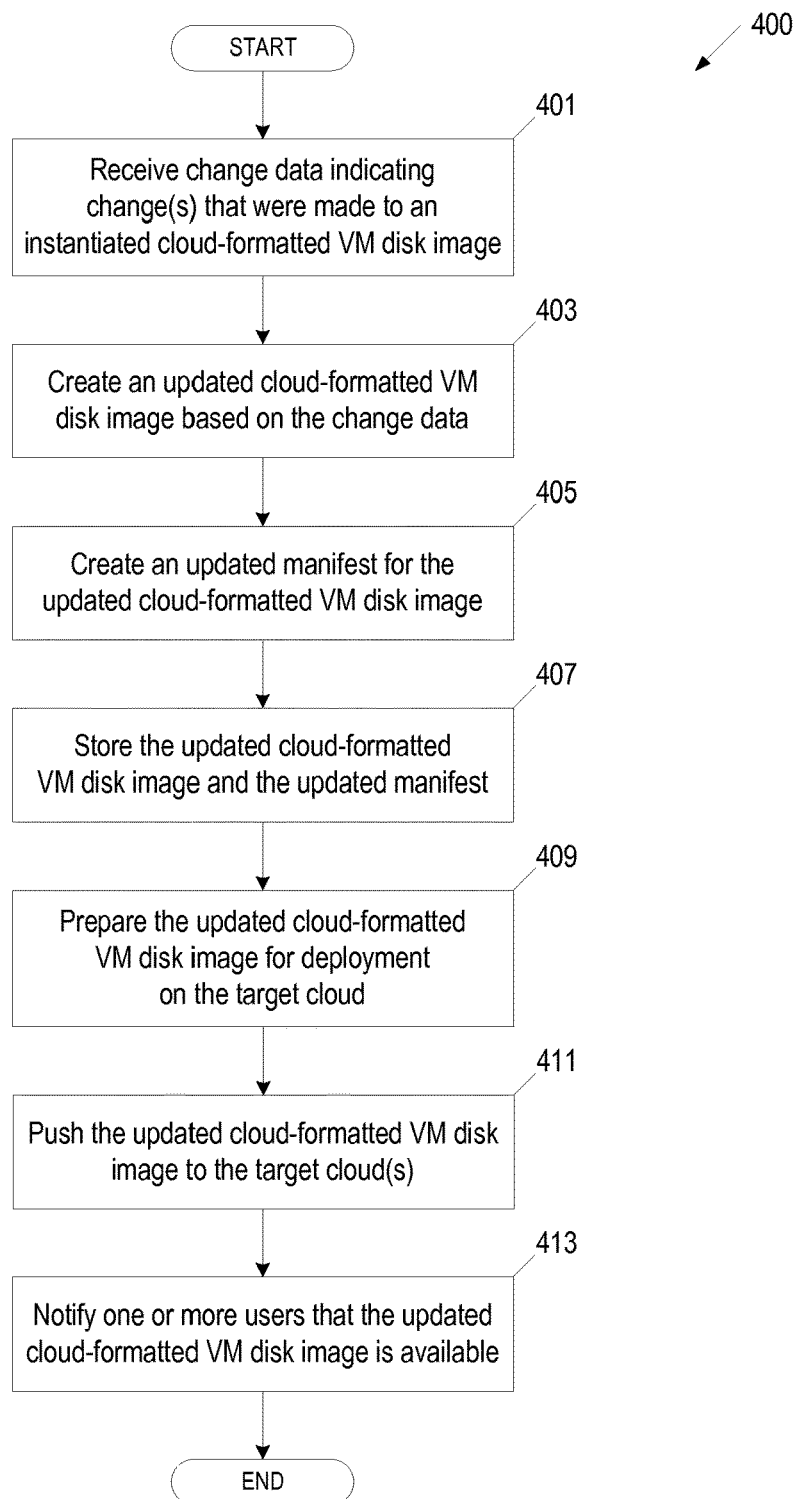 START
400
401
Receive change data indicating
change(s) that were made to an
instantiated cloud-formatted VM disk image
403
Create an updated cloud-formatted VM
disk image based on the change data
405
Create an updated manifest for the
updated cloud-formatted VM disk image
407
Store the updated cloud-formatted
VM disk image and the updated manifest
409
Prepare the updated cloud-formatted
VM disk image for deployment
on the target cloud
411
Push the updated cloud-formatted VM disk
image to the target cloud(s)
413
Notify one or more users that the updated
cloud-formatted VM disk image is available
END